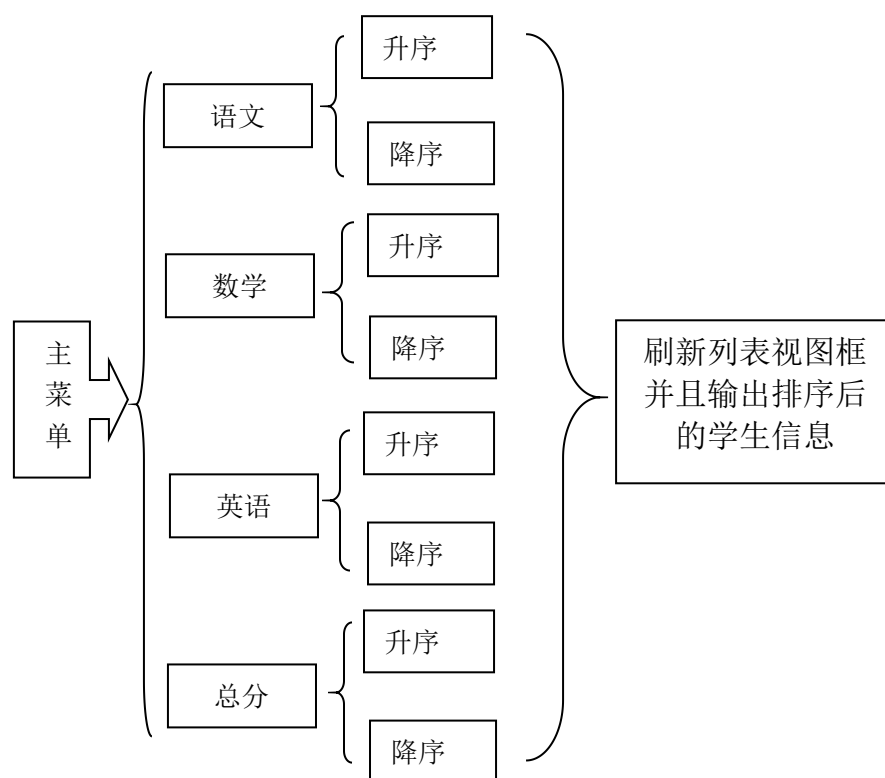 主
菜
单
语文
升序
降序
数学
升序
降序
英语
升序
降序
总分
升序
降序
刷新列表视图框
并且输出排序后
的学生信息